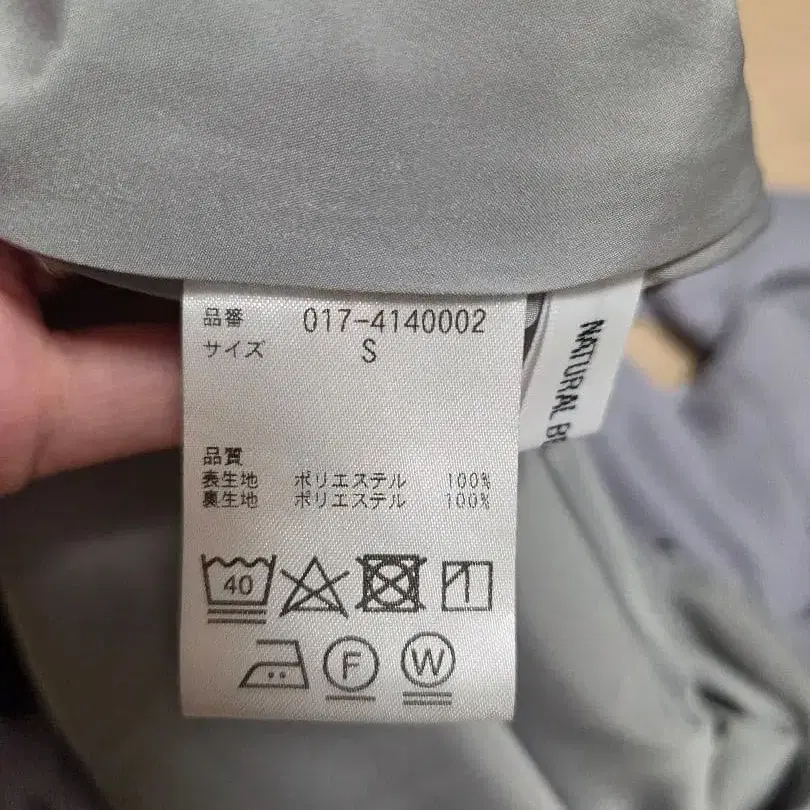 品番 017-4140002
サイズ S
品質
表生地 ポリエステル 100%
裏生地 ポリエステル 100%
40
F W
NATURAL